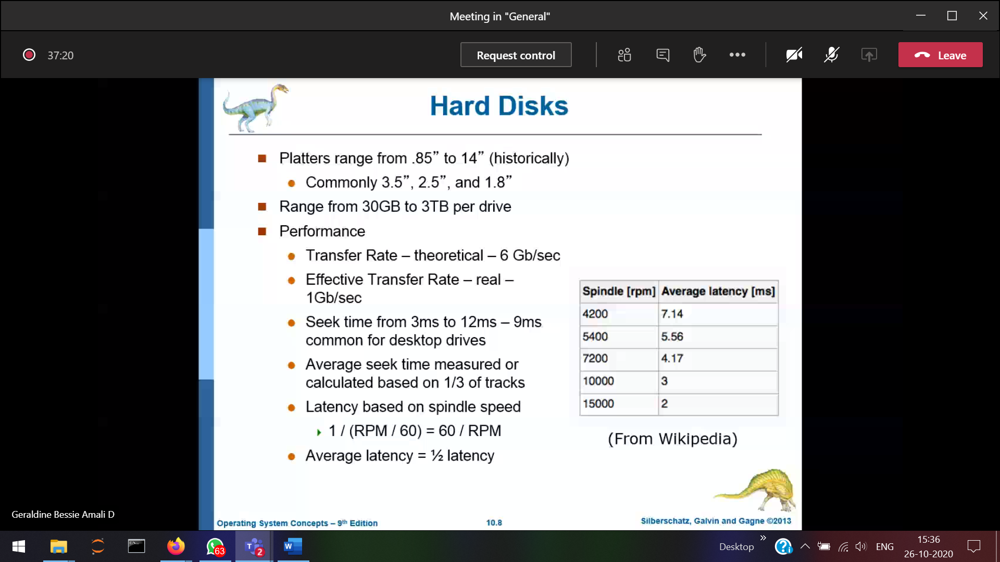 Meeting in "General"
37:20
Request control
Leave
Hard Disks
Platters range from .85” to 14” (historically)
Commonly 3.5”, 2.5”, and 1.8”
Range from 30GB to 3TB per drive
Performance
Transfer Rate – theoretical – 6 Gb/sec
Effective Transfer Rate – real –
1Gb/sec
Seek time from 3ms to 12ms – 9ms
common for desktop drives
Average seek time measured or
calculated based on 1/3 of tracks
Latency based on spindle speed
1 / (RPM / 60) = 60 / RPM
Average latency = ½ latency
Spindle [rpm] Average latency [ms]
4200 7.14
5400 5.56
7200 4.17
10000 3
15000 2
(From Wikipedia)
Geraldine Bessie Amali D
Operating System Concepts – 9th Edition
10.8
Silberschatz, Galvin and Gagne ©2013
63
T
2
W
Desktop
ENG
15:36
26-10-2020